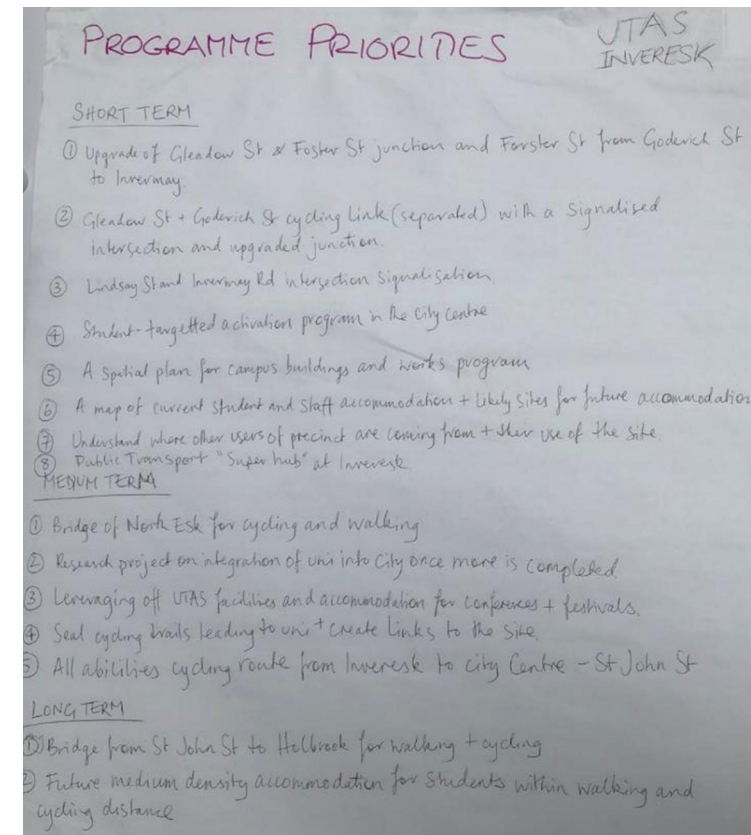 PROGRAMME PRIORITIES
UTAS
INVERESK
SHORT TERM
① Upgrade of Gleadow St & Foster St junction and Forster St from Goderich St
to Invermay.
② Gleadow St + Goderich St cycling link (separated) with a signalised
intersection and upgraded junction.
③ Lindsay St and Invermay Rd intersection signalisation.
④ Student-targetted activation program in the city centre
⑤ A spatial plan for campus buildings and works program
⑥ A map of current student and staff accommodation + likely sites for future accommodation
⑦ Understand where other users of precinct are coming from + their use of the site.
⑧ Public Transport "Super hub" at Inveresk
MEDIUM TERM
① Bridge of North Esk for cycling and walking
② Research project on integration of uni into City once more is completed.
③ Leveraging off UTAS facilities and accommodation for conferences + festivals.
④ Seal cycling trails leading to uni + create links to the site.
⑤ All abilities cycling route from Inveresk to city Centre - St John St
LONG TERM
① Bridge from St John St to Holbrook for walking + cycling
② Future medium density accommodation for students within walking and
cycling distance